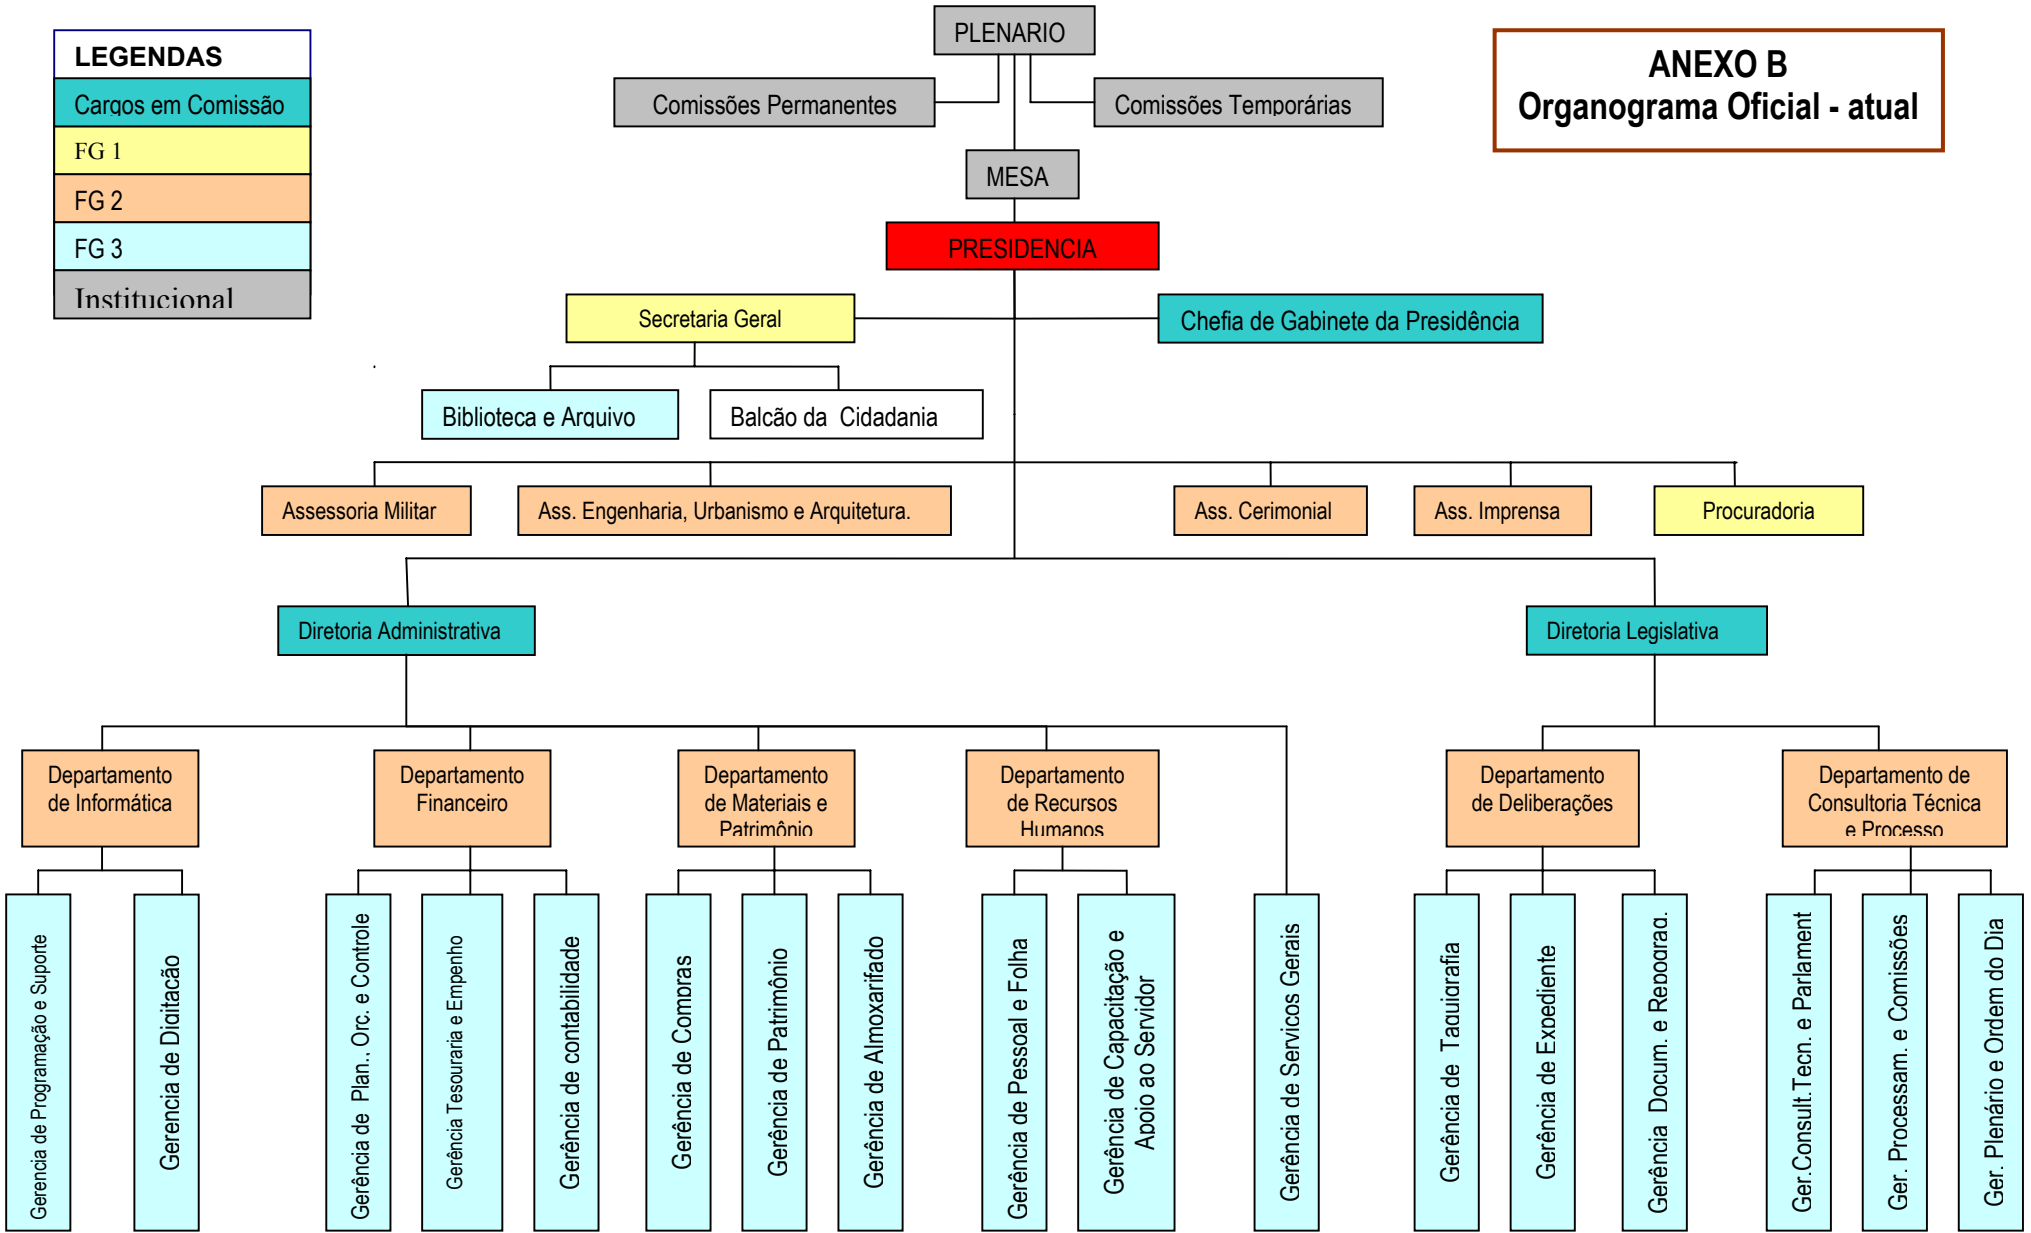 PLENARIO
LEGENDAS
Cargos em Comissão
FG 1
FG 2
FG 3
Institucional
ANEXO B
Organograma Oficial - atual
Comissões Permanentes
Comissões Temporárias
MESA
PRESIDENCIA
Secretaria Geral
Chefia de Gabinete da Presidência
Biblioteca e Arquivo
Balcão da Cidadania
Assessoria Militar
Ass. Engenharia, Urbanismo e Arquitetura.
Ass. Cerimonial
Ass. Imprensa
Procuradoria
Diretoria Administrativa
Diretoria Legislativa
Departamento
de Informática
Departamento
Financeiro
Departamento
de Materiais e
Patrimônio
Departamento
de Recursos
Humanos
Departamento
de Deliberações
Departamento de
Consultoria Técnica
e Processo
Gerencia de Programação e Suporte
Gerencia de Digitação
Gerência de Plan., Orc. e Controle
Gerência Tesouraria e Empenho
Gerência de contabilidade
Gerência de Compras
Gerência de Patrimônio
Gerência de Almoxarifado
Gerência de Pessoal e Folha
Gerência de Capacitação e
Apoio ao Servidor
Gerência de Servicos Gerais
Gerência de Taquigrafia
Gerência de Expediente
Gerência Docum. e Reprograg.
Ger.Consult.Tecn. e Parlament
Ger. Processam. e Comissões
Ger. Plenário e Ordem do Dia